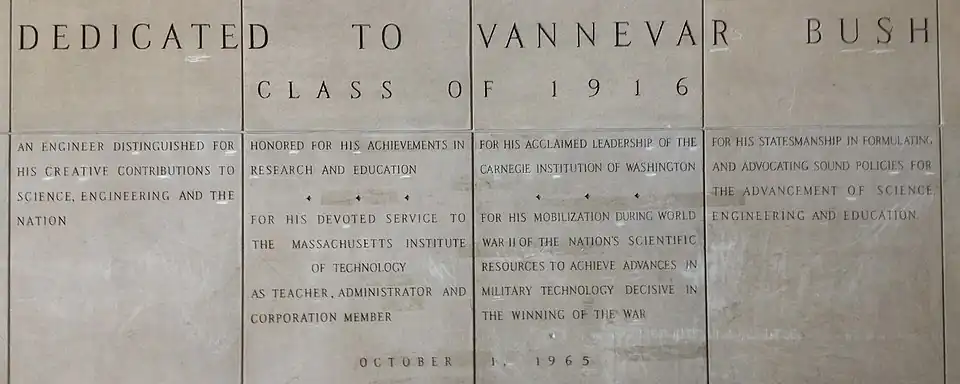 DEDICATED TO VANNEVAR BUSH
CLASS OF 1916
AN ENGINEER DISTINGUISHED FOR
HIS CREATIVE CONTRIBUTIONS TO
SCIENCE, ENGINEERING AND THE
NATION
HONORED FOR HIS ACHIEVEMENTS IN
RESEARCH AND EDUCATION
FOR HIS DEVOTED SERVICE TO
THE MASSACHUSETTS INSTITUTE
OF TECHNOLOGY
AS TEACHER, ADMINISTRATOR AND
CORPORATION MEMBER
FOR HIS ACCLAIMED LEADERSHIP OF THE
CARNEGIE INSTITUTION OF WASHINGTON
FOR HIS MOBILIZATION DURING WORLD
WAR II OF THE NATION'S SCIENTIFIC
RESOURCES TO ACHIEVE ADVANCES IN
MILITARY TECHNOLOGY DECISIVE IN
THE WINNING OF THE WAR
FOR HIS STATESMANSHIP IN FORMULATING
AND ADVOCATING SOUND POLICIES FOR
THE ADVANCEMENT OF SCIENCE,
ENGINEERING AND EDUCATION.
OCTOBER 1, 1965